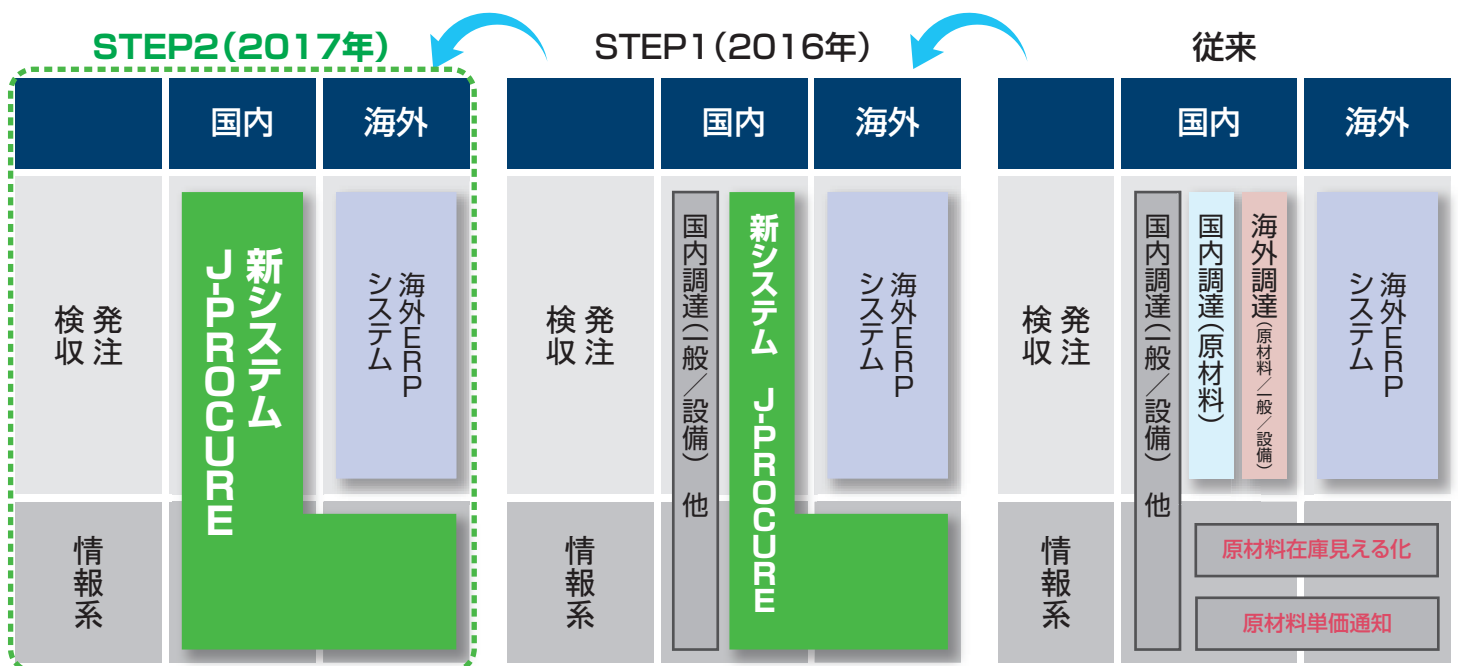 STEP2(2017年)
国内
海外
発注
検収
新システム
J-PROCURE
海外ERP
システム
情報系
STEP1(2016年)
国内
海外
発注
検収
国内調達(一般/設備) 他
新システム J-PROCURE
海外ERP
システム
情報系
従来
国内
海外
発注
検収
国内調達(一般/設備) 他
国内調達(原材料)
海外調達(原材料/一般/設備)
海外ERP
システム
情報系
原材料在庫見える化
原材料単価通知